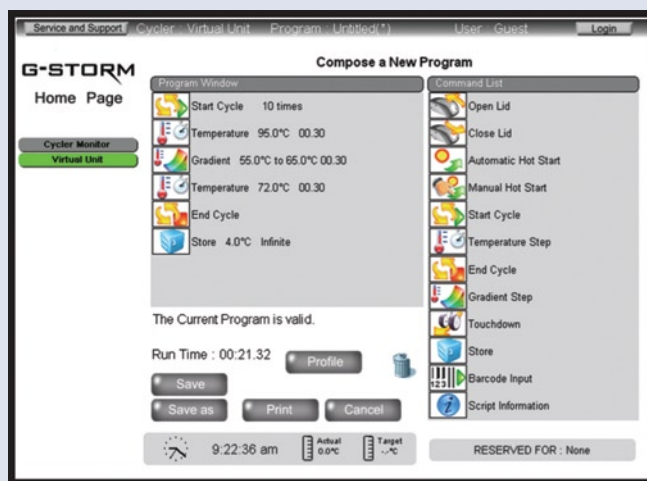 Service and Support Cycler : Virtual Unit Program : Untitled(*) User : Guest Login
G-STORM
Home Page
Cycler Monitor
Virtual Unit
Compose a New Program
Program Window
Start Cycle 10 times
Temperature 95.0°C 00.30
Gradient 55.0°C to 65.0°C 00.30
Temperature 72.0°C 00.30
End Cycle
Store 4.0°C Infinite
The Current Program is valid.
Run Time : 00:21.32
Profile
Save
Save as Print Cancel
9:22:36 am Actual 0.0°C Target -.-°C
Command List
Open Lid
Close Lid
Automatic Hot Start
Manual Hot Start
Start Cycle
Temperature Step
End Cycle
Gradient Step
Touchdown
Store
123
Barcode Input
Script Information
RESERVED FOR : None